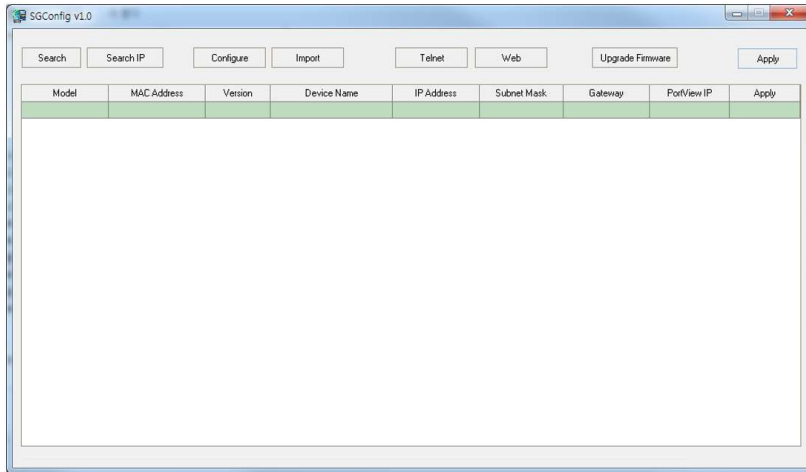 SGConfig v1.0
Search Search IP Configure Import Telnet Web Upgrade Firmware Apply
Model MAC Address Version Device Name IP Address Subnet Mask Gateway PortView IP Apply